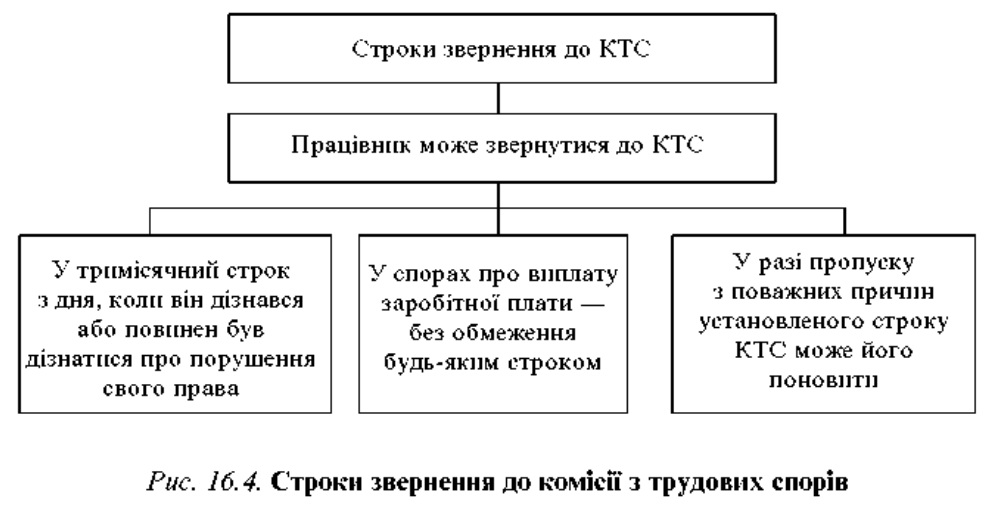 Строки звернення до КТС
Працівник може звернутися до КТС
У тримісячний строк
з дня, коли він дізнався
або повинен був
дізнатися про порушення
свого права
У спорах про виплату
заробітної плати —
без обмеження
будь-яким строком
У разі пропуску
з поважних причин
установленого строку
КТС може його
поновити
Рис. 16.4. Строки звернення до комісії з трудових спорів